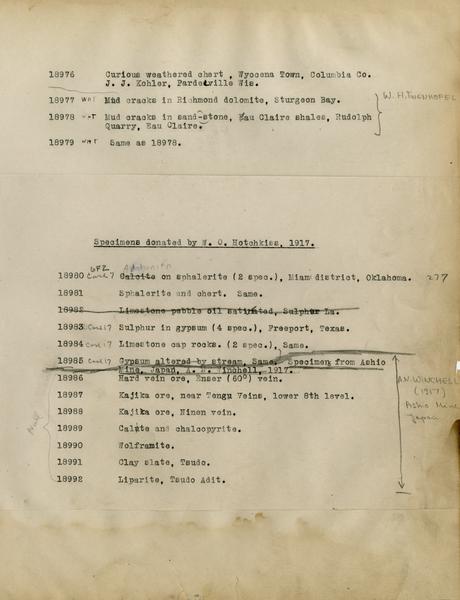 18976 Curious weathered chert , Wyocena Town, Columbia Co.
J. J. Kohler, Pardeeville Wis.
18977 Mud cracks in Richmond dolomite, Sturgeon Bay.
W. H. TWENHOFEL
18978 Mud cracks in sand-stone, Eau Claire shales, Rudolph
Quarry, Eau Claire.
18979 Same as 18978.
Specimens donated by W. O. Hotchkiss, 1917.
18980 Calcite on sphalerite (2 spec.), Miami district, Oklahoma. 277
18981 Sphalerite and chert. Same.
18982 Limestone pebble oil satirated, Sulphur La.
18983 Sulphur in gypsum (4 spec.), Freeport, Texas.
18984 Limestone cap rocks. (2 spec.), Same.
18985 Gypsum altered by stream, Same. Specimen from Ashio
Mine, Japan, A. N. Winchell, 1917.
18986 Hard vein ore, Enser (60°) vein.
A.N. WINCHELL
(1917)
Ashio Mine
Japan
18987 Kajika ore, near Tengu Veins, lower 8th level.
18988 Kajika ore, Hinen vein.
18989 Calcite and chalcopyrite.
18990 Wolframite.
18991 Clay slate, Tsudo.
18992 Liparite, Tsudo Adit.